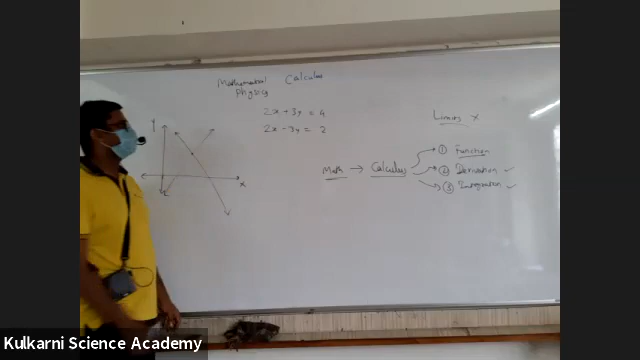 Mathematical Calculus
Physics
2x + 3y = 4
2x - 3y = 2
Limits X
Math → Calculus
① Function
② Derivation ✓
③ Integration ✓
Y
X
Kulkarni Science Academy